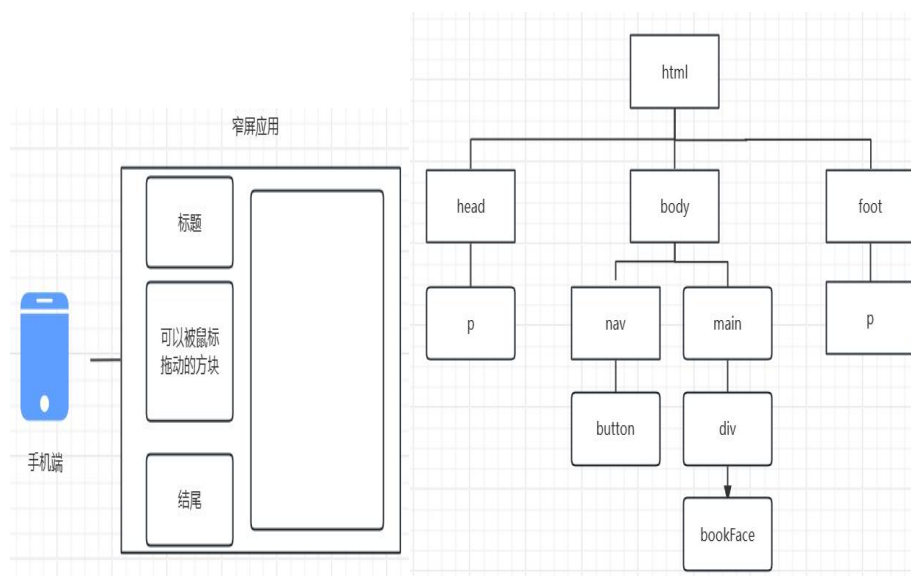 窄屏应用
标题
可以被鼠标
拖动的方块
结尾
手机端
html
head
body
foot
p
nav
main
p
button
div
bookFace